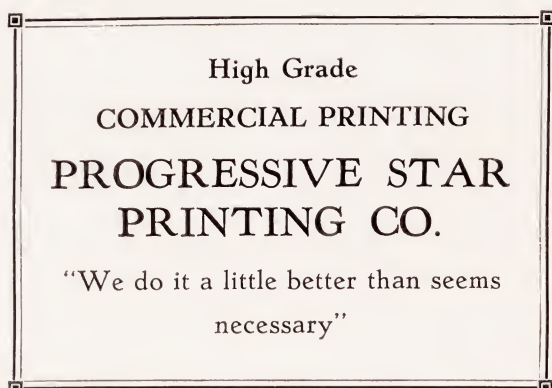 High Grade
COMMERCIAL PRINTING
PROGRESSIVE STAR
PRINTING CO.
"We do it a little better than seems
necessary"